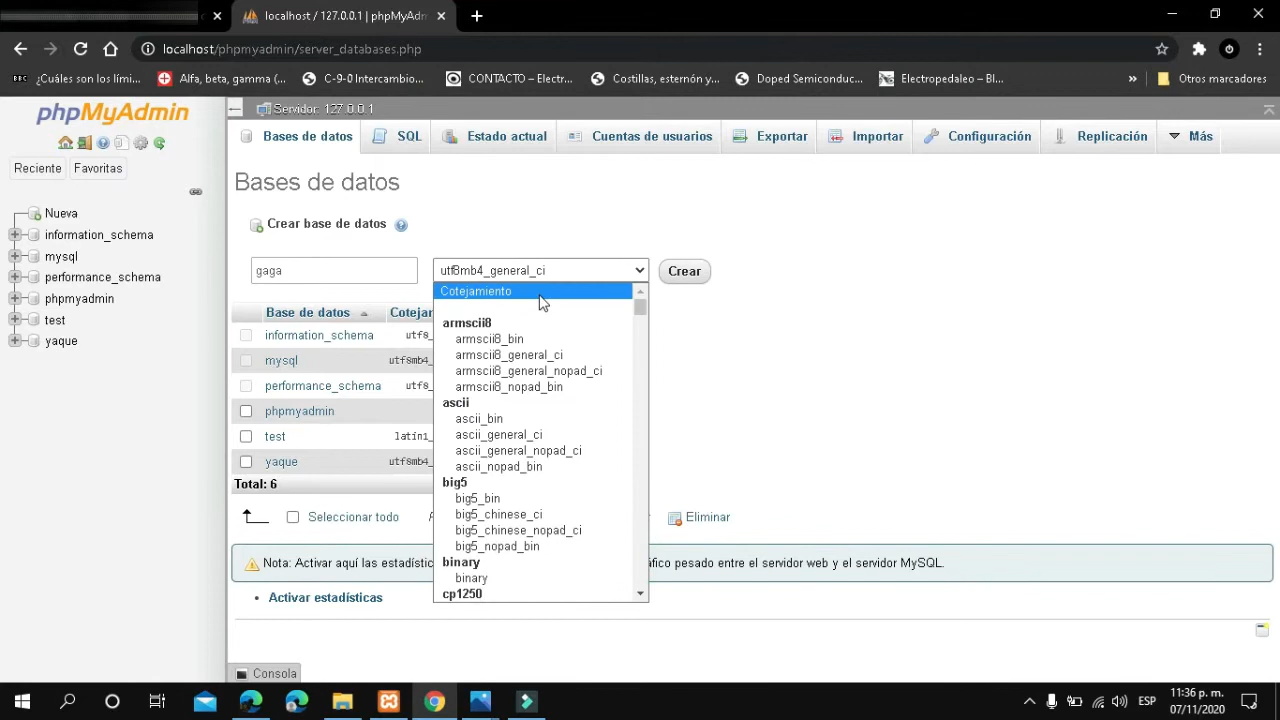 localhost / 127.0.0.1 | phpMyAdm
localhost/phpmyadmin/server_databases.php
BBC ¿Cuáles son los lími...
Alfa, beta, gamma (...
C-9-0 Intercambio...
CONTACTO – Electr...
Costillas, esternón y...
Doped Semiconduc...
Electropedaleo – Bl...
»
Otros marcadores
phpMyAdmin
Reciente
Favoritas
Nueva
information_schema
mysql
performance_schema
phpmyadmin
test
yaque
Servidor: 127.0.0.1
Bases de datos
SQL
Estado actual
Cuentas de usuarios
Exportar
Importar
Configuración
Replicación
Más
Bases de datos
Crear base de datos
gaga
utf8mb4_general_ci
Crear
Base de datos
Cotejar
information_schema
utf8_
mysql
utf8mb4_
performance_schema
utf8_
phpmyadmin
test
latin1_
yaque
utf8mb4_
Total: 6
Cotejamiento
armscii8
armscii8_bin
armscii8_general_ci
armscii8_general_nopad_ci
armscii8_nopad_bin
ascii
ascii_bin
ascii_general_ci
ascii_general_nopad_ci
ascii_nopad_bin
big5
big5_bin
big5_chinese_ci
big5_chinese_nopad_ci
big5_nopad_bin
binary
binary
cp1250
Seleccionar todo
Eliminar
Nota: Activar aquí las estadístic
áfico pesado entre el servidor web y el servidor MySQL.
• Activar estadísticas
Consola
ESP
11:36 p. m.
07/11/2020